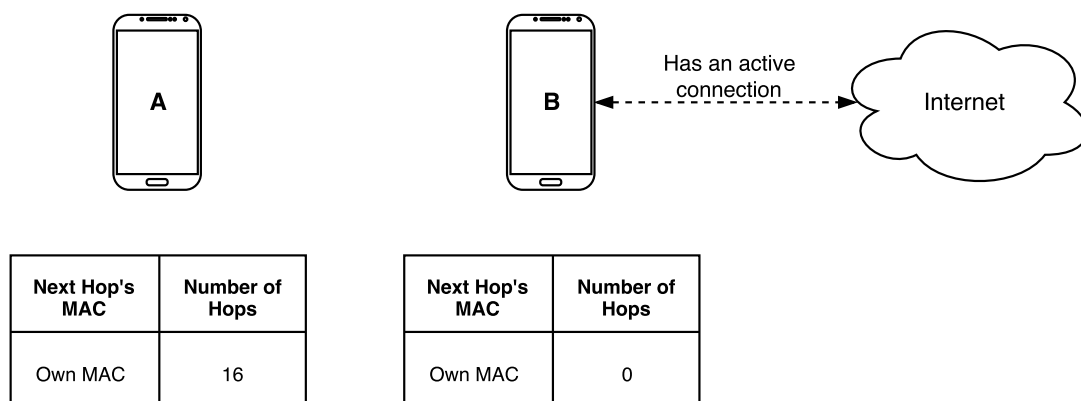 A
B
Has an active
connection
Internet
Next Hop's
MAC
Number of
Hops
Own MAC
16
Next Hop's
MAC
Number of
Hops
Own MAC
0